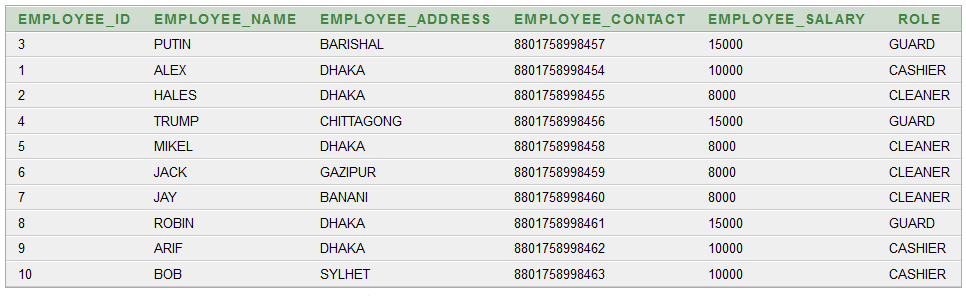 EMPLOYEE_ID EMPLOYEE_NAME EMPLOYEE_ADDRESS EMPLOYEE_CONTACT EMPLOYEE_SALARY ROLE
3 PUTIN BARISHAL 8801758998457 15000 GUARD
1 ALEX DHAKA 8801758998454 10000 CASHIER
2 HALES DHAKA 8801758998455 8000 CLEANER
4 TRUMP CHITTAGONG 8801758998456 15000 GUARD
5 MIKEL DHAKA 8801758998458 8000 CLEANER
6 JACK GAZIPUR 8801758998459 8000 CLEANER
7 JAY BANANI 8801758998460 8000 CLEANER
8 ROBIN DHAKA 8801758998461 15000 GUARD
9 ARIF DHAKA 8801758998462 10000 CASHIER
10 BOB SYLHET 8801758998463 10000 CASHIER